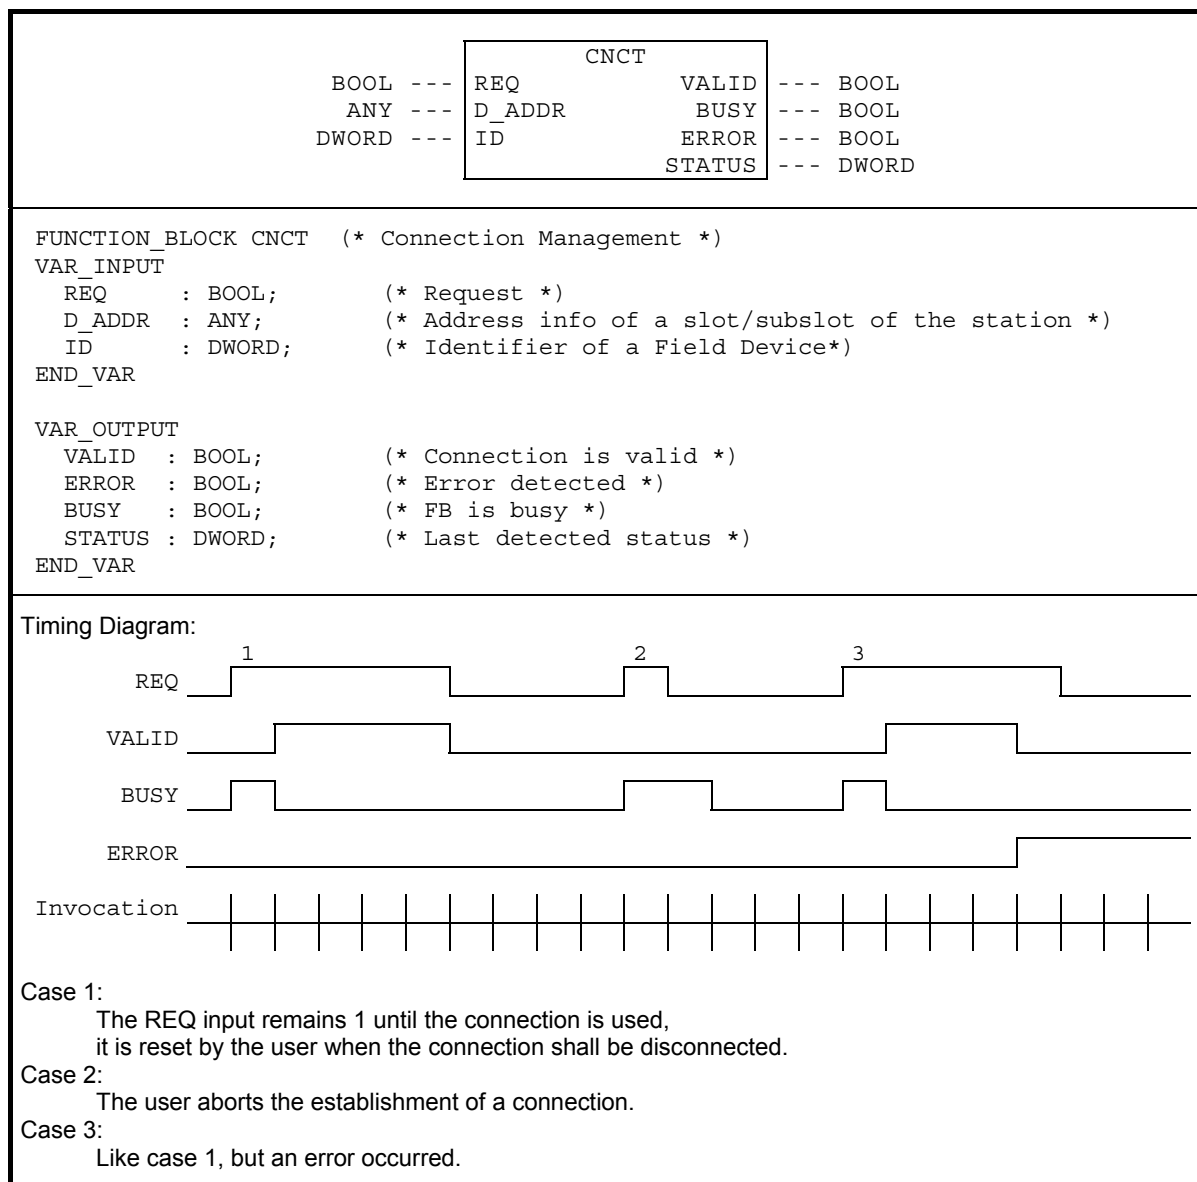 CNCT
BOOL --- REQ VALID --- BOOL
ANY --- D_ADDR BUSY --- BOOL
DWORD --- ID ERROR --- BOOL
STATUS --- DWORD
FUNCTION_BLOCK CNCT (* Connection Management *)
VAR_INPUT
REQ : BOOL; (* Request *)
D_ADDR : ANY; (* Address info of a slot/subslot of the station *)
ID : DWORD; (* Identifier of a Field Device*)
END_VAR
VAR_OUTPUT
VALID : BOOL; (* Connection is valid *)
ERROR : BOOL; (* Error detected *)
BUSY : BOOL; (* FB is busy *)
STATUS : DWORD; (* Last detected status *)
END_VAR
Timing Diagram:
1 2 3
REQ
VALID
BUSY
ERROR
Invocation
Case 1:
The REQ input remains 1 until the connection is used,
it is reset by the user when the connection shall be disconnected.
Case 2:
The user aborts the establishment of a connection.
Case 3:
Like case 1, but an error occurred.